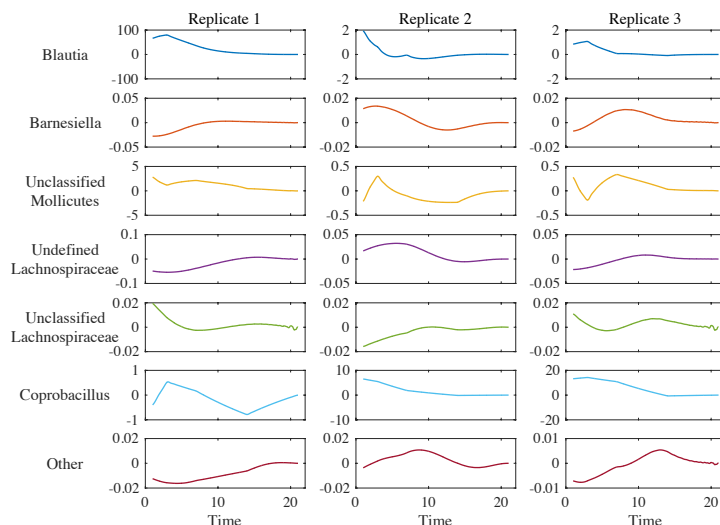 Replicate 1 Replicate 2 Replicate 3
Blautia 100 0 -100 2 0 -2 2 0 -2
Barnesiella 0.05 0 -0.05 0.02 0 -0.02 0.02 0 -0.02
Unclassified Mollicutes 5 0 -5 0.5 0 -0.5 0.5 0 -0.5
Undefined Lachnospiraceae 0.1 0 -0.1 0.05 0 -0.05 0.05 0 -0.05
Unclassified Lachnospiraceae 0.02 0 -0.02 0.02 0 -0.02 0.02 0 -0.02
Coprobacillus 1 0 -1 10 0 -10 20 0 -20
Other 0.02 0 -0.02 0.02 0 -0.02 0.01 0 -0.01
0 10 20 0 10 20 0 10 20
Time Time Time